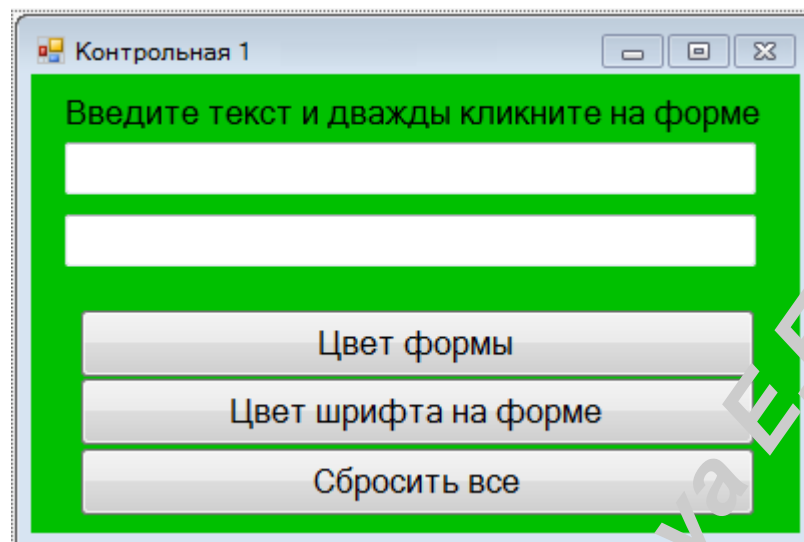 Контрольная 1
Введите текст и дважды кликните на форме
Цвет формы
Цвет шрифта на форме
Сбросить все